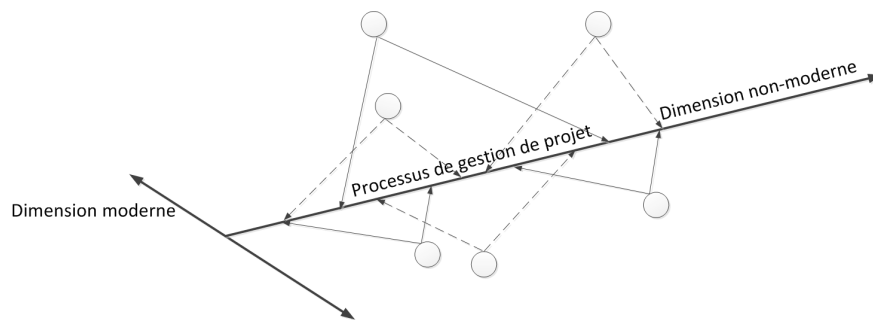 Dimension non-moderne
Processus de gestion de projet
Dimension moderne